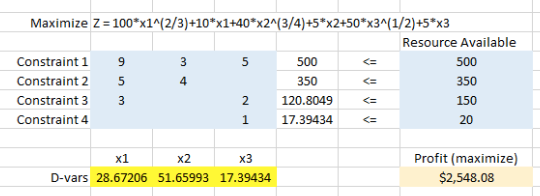 Maximize Z = 100*x1^(2/3)+10*x1+40*x2^(3/4)+5*x2+50*x3^(1/2)+5*x3
Resource Available
Constraint 1 9 3 5 500 <= 500
Constraint 2 5 4 350 <= 350
Constraint 3 3 2 120.8049 <= 150
Constraint 4 1 17.39434 <= 20
x1 x2 x3 Profit (maximize)
D-vars 28.67206 51.65993 17.39434 $2,548.08